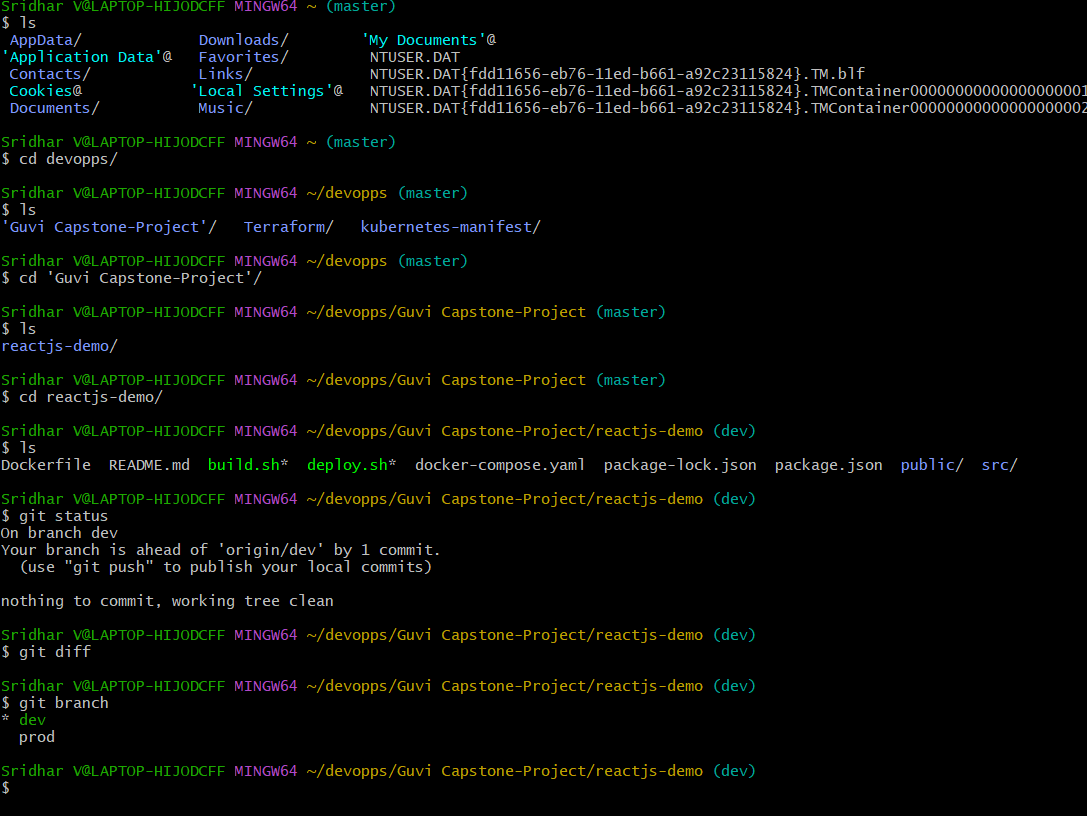 Sridhar V@LAPTOP-HIJODCFF MINGW64 ~ (master)
$ ls
 AppData/             Downloads/        'My Documents'@
'Application Data'@   Favorites/         NTUSER.DAT
 Contacts/            Links/             NTUSER.DAT{fdd11656-eb76-11ed-b661-a92c23115824}.TM.blf
 Cookies@            'Local Settings'@   NTUSER.DAT{fdd11656-eb76-11ed-b661-a92c23115824}.TMContainer00000000000000000001
 Documents/           Music/             NTUSER.DAT{fdd11656-eb76-11ed-b661-a92c23115824}.TMContainer00000000000000000002
Sridhar V@LAPTOP-HIJODCFF MINGW64 ~ (master)
$ cd devopps/
Sridhar V@LAPTOP-HIJODCFF MINGW64 ~/devopps (master)
$ ls
'Guvi Capstone-Project'/   Terraform/   kubernetes-manifest/
Sridhar V@LAPTOP-HIJODCFF MINGW64 ~/devopps (master)
$ cd 'Guvi Capstone-Project'/
Sridhar V@LAPTOP-HIJODCFF MINGW64 ~/devopps/Guvi Capstone-Project (master)
$ ls
reactjs-demo/
Sridhar V@LAPTOP-HIJODCFF MINGW64 ~/devopps/Guvi Capstone-Project (master)
$ cd reactjs-demo/
Sridhar V@LAPTOP-HIJODCFF MINGW64 ~/devopps/Guvi Capstone-Project/reactjs-demo (dev)
$ ls
Dockerfile  README.md  build.sh*  deploy.sh*  docker-compose.yaml  package-lock.json  package.json  public/  src/
Sridhar V@LAPTOP-HIJODCFF MINGW64 ~/devopps/Guvi Capstone-Project/reactjs-demo (dev)
$ git status
On branch dev
Your branch is ahead of 'origin/dev' by 1 commit.
  (use "git push" to publish your local commits)
nothing to commit, working tree clean
Sridhar V@LAPTOP-HIJODCFF MINGW64 ~/devopps/Guvi Capstone-Project/reactjs-demo (dev)
$ git diff
Sridhar V@LAPTOP-HIJODCFF MINGW64 ~/devopps/Guvi Capstone-Project/reactjs-demo (dev)
$ git branch
* dev
  prod
Sridhar V@LAPTOP-HIJODCFF MINGW64 ~/devopps/Guvi Capstone-Project/reactjs-demo (dev)
$